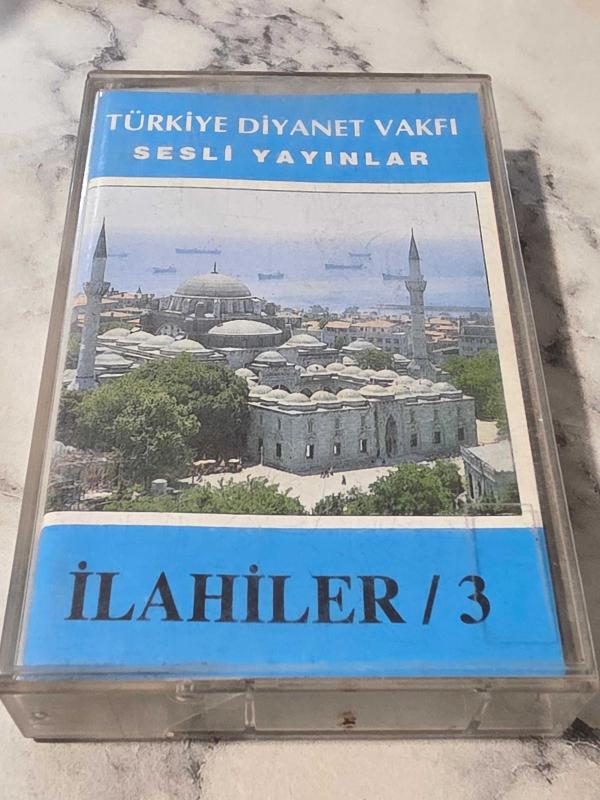 TÜRKİYE DİYANET VAKFI
SESLİ YAYINLAR
İLAHİLER / 3